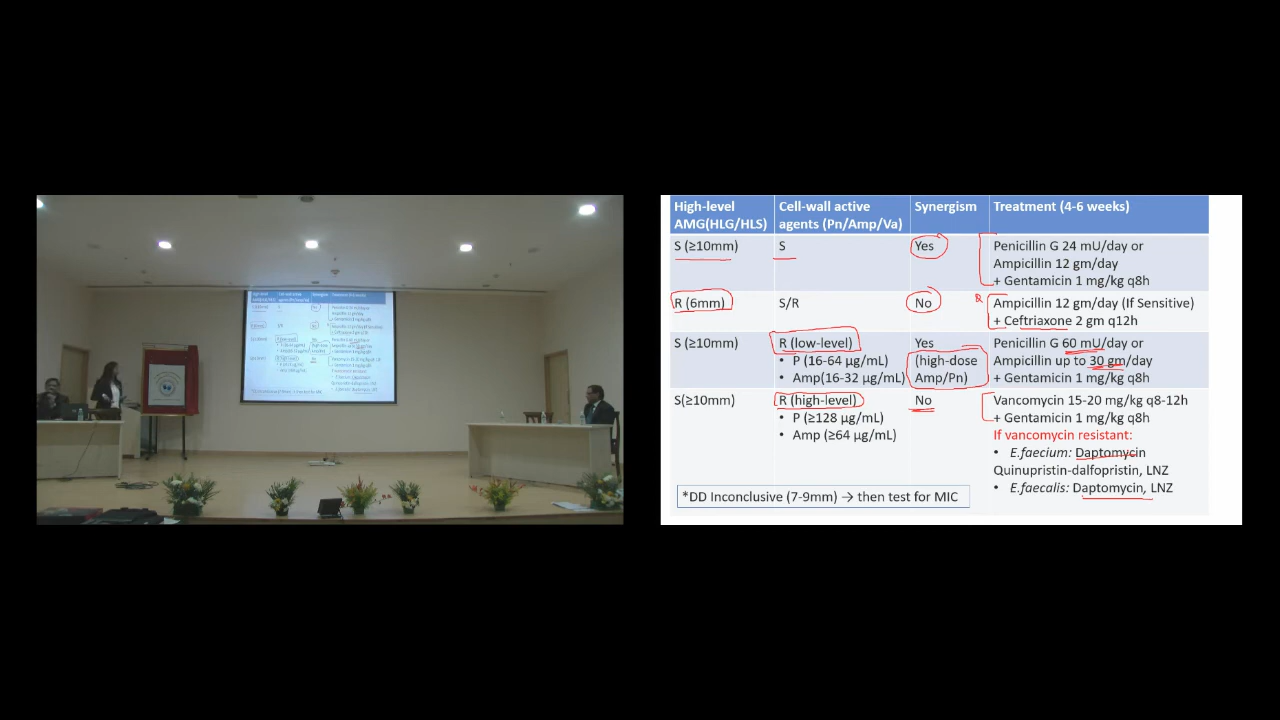 High-level
AMG(HLG/HLS)
Cell-wall active
agents (Pn/Amp/Va)
Synergism
Treatment (4-6 weeks)
S (≥10mm)
S
Yes
Penicillin G 24 mU/day or
Ampicillin 12 gm/day
+ Gentamicin 1 mg/kg q8h
R (6mm)
S/R
No
Ampicillin 12 gm/day (If Sensitive)
+ Ceftriaxone 2 gm q12h
S (≥10mm)
R (low-level)
• P (16-64 µg/mL)
• Amp(16-32 µg/mL)
Yes
(high-dose
Amp/Pn)
Penicillin G 60 mU/day or
Ampicillin up to 30 gm/day
+ Gentamicin 1 mg/kg q8h
S(≥10mm)
R (high-level)
• P (≥128 µg/mL)
• Amp (≥64 µg/mL)
No
Vancomycin 15-20 mg/kg q8-12h
+ Gentamicin 1 mg/kg q8h
If vancomycin resistant:
• E.faecium: Daptomycin
Quinupristin-dalfopristin, LNZ
• E.faecalis: Daptomycin, LNZ
*DD Inconclusive (7-9mm) → then test for MIC